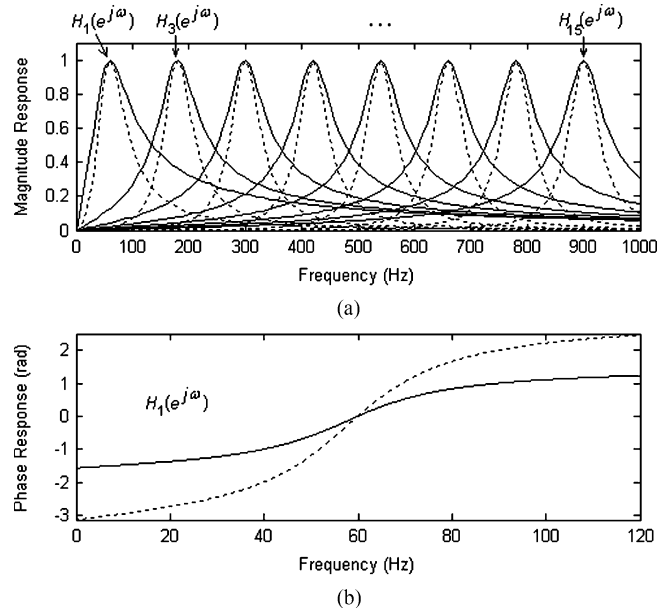 H1(e^jω) H3(e^jω) ... H15(e^jω)
Magnitude Response
1
0.8
0.6
0.4
0.2
0
0 100 200 300 400 500 600 700 800 900 1000
Frequency (Hz)
(a)
Phase Response (rad)
2
1
0
-1
-2
-3
H1(e^jω)
0 20 40 60 80 100 120
Frequency (Hz)
(b)